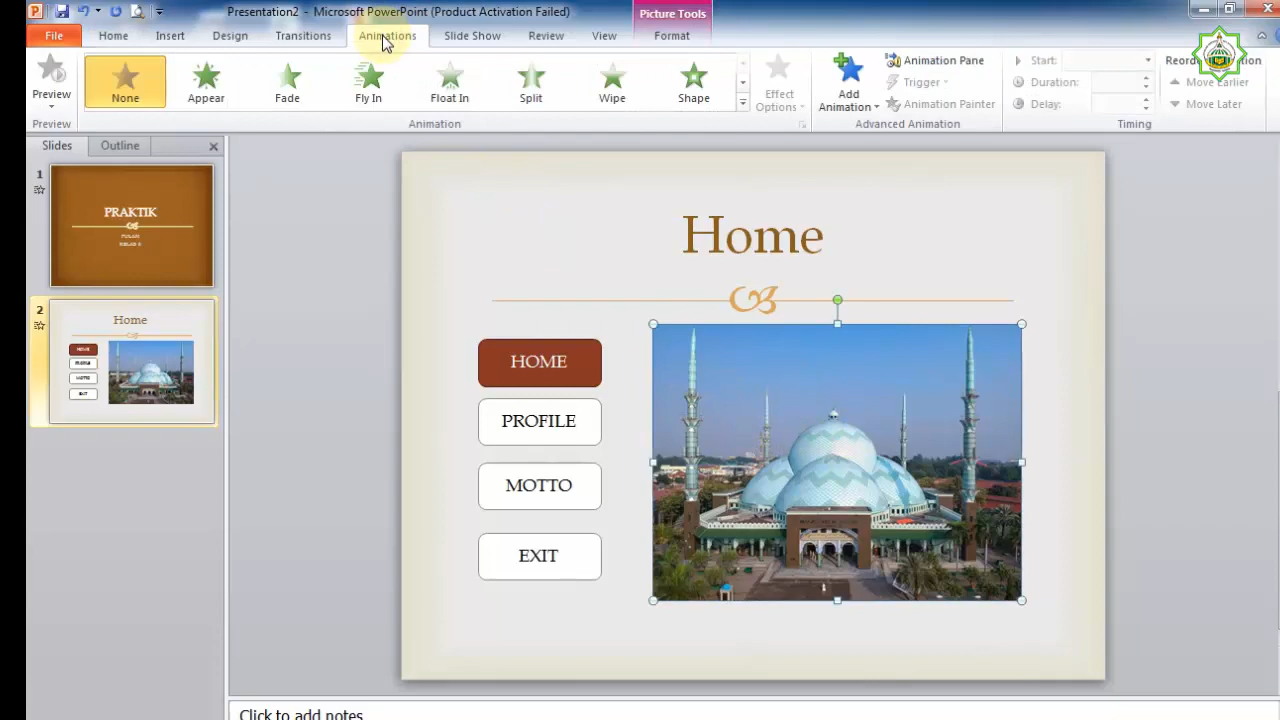 Presentation2 - Microsoft PowerPoint (Product Activation Failed)
Picture Tools
File Home Insert Design Transitions Animations Slide Show Review View Format
Preview
None
Appear
Fade
Fly In
Float In
Split
Wipe
Shape
Effect
Options
Add
Animation
Animation Pane
Trigger
Animation Painter
Start:
Duration:
Delay:
Move Earlier
Move Later
Preview
Animation
Advanced Animation
Timing
Slides
Outline
1
PRAKTIK
2
Home
HOME
MOTTO
EXIT
Home
HOME
PROFILE
MOTTO
EXIT
Click to add notes